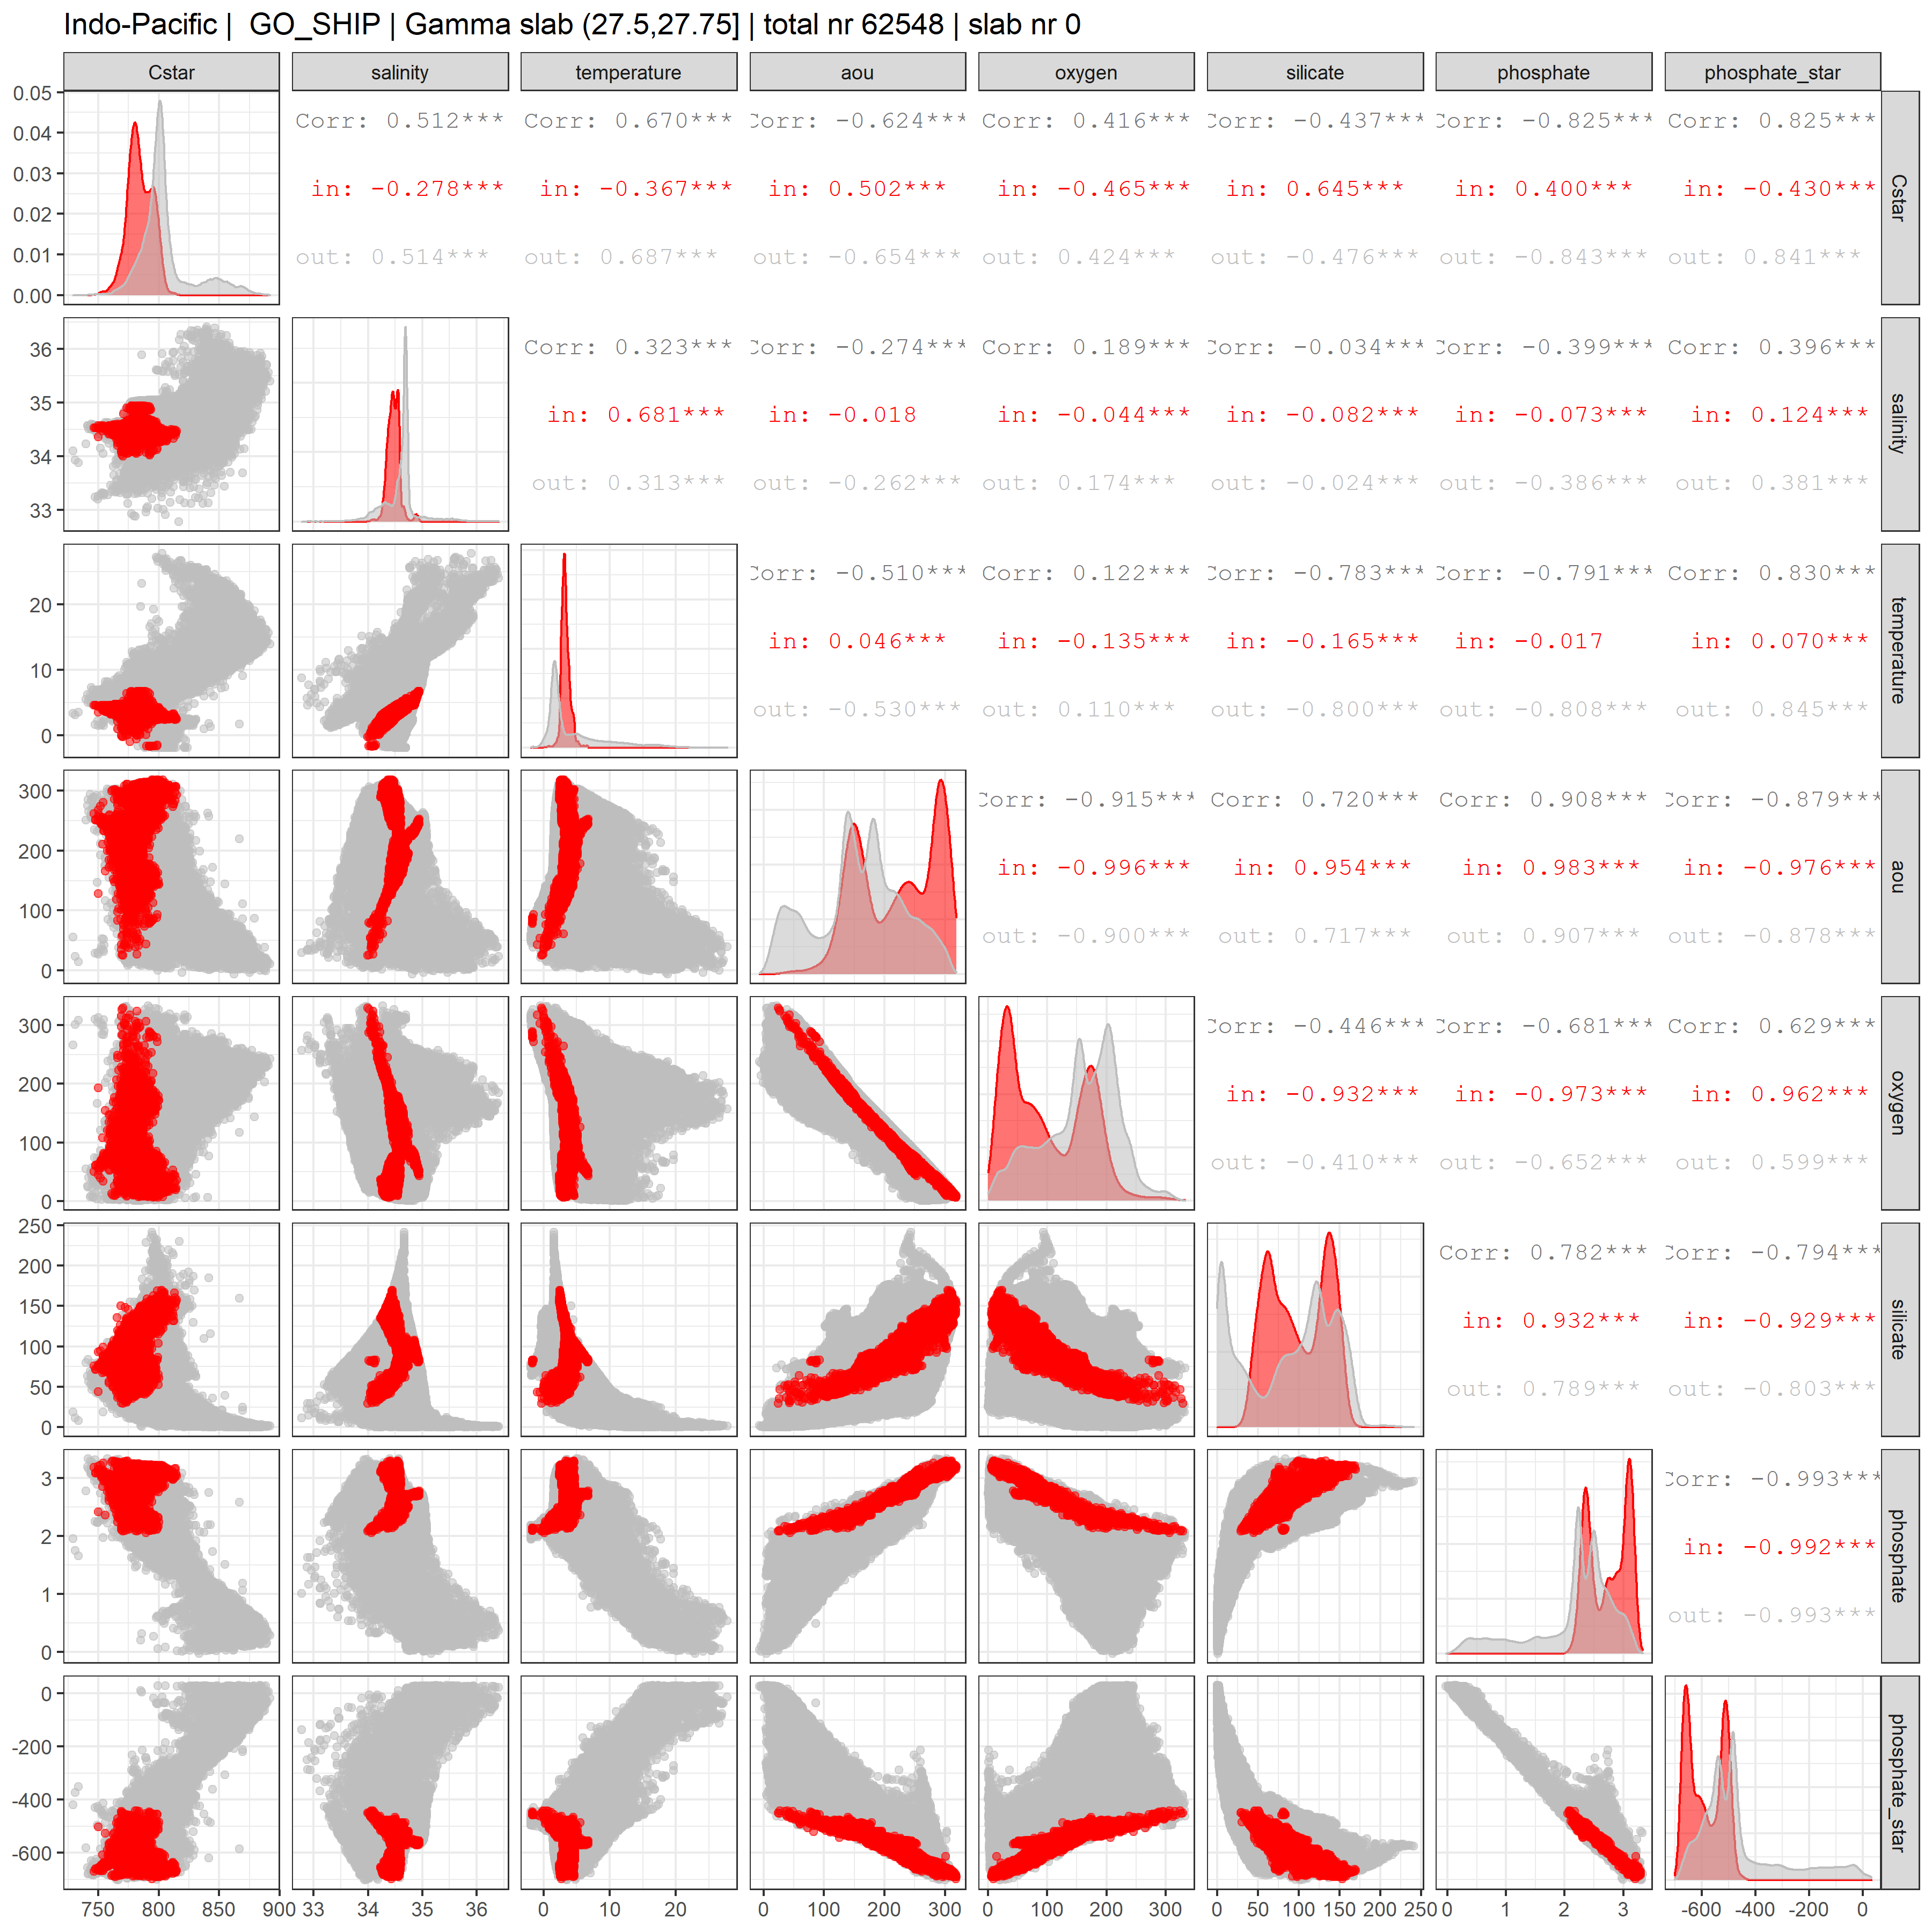 Indo-Pacific |  GO_SHIP | Gamma slab (27.5,27.75] | total nr 62548 | slab nr 0
Cstar salinity temperature aou oxygen silicate phosphate phosphate_star
0.05
0.04
0.03
0.02
0.01
0.00
Corr: 0.512*** Corr: 0.670*** Corr: -0.624*** Corr: 0.416*** Corr: -0.437*** Corr: -0.825*** Corr: 0.825***
in: -0.278*** in: -0.367*** in: 0.502*** in: -0.465*** in: 0.645*** in: 0.400*** in: -0.430***
out: 0.514*** out: 0.687*** out: -0.654*** out: 0.424*** out: -0.476*** out: -0.843*** out: 0.841***
Cstar
36
35
34
33
Corr: 0.323*** Corr: -0.274*** Corr: 0.189*** Corr: -0.034*** Corr: -0.399*** Corr: 0.396***
in: 0.681*** in: -0.018 in: -0.044*** in: -0.082*** in: -0.073*** in: 0.124***
out: 0.313*** out: -0.262*** out: 0.174*** out: -0.024*** out: -0.386*** out: 0.381***
salinity
20
10
0
Corr: -0.510*** Corr: 0.122*** Corr: -0.783*** Corr: -0.791*** Corr: 0.830***
in: 0.046*** in: -0.135*** in: -0.165*** in: -0.017 in: 0.070***
out: -0.530*** out: 0.110*** out: -0.800*** out: -0.808*** out: 0.845***
temperature
300
200
100
0
Corr: -0.915*** Corr: 0.720*** Corr: 0.908*** Corr: -0.879***
in: -0.996*** in: 0.954*** in: 0.983*** in: -0.976***
out: -0.900*** out: 0.717*** out: 0.907*** out: -0.878***
aou
300
200
100
0
Corr: -0.446*** Corr: -0.681*** Corr: 0.629***
in: -0.932*** in: -0.973*** in: 0.962***
out: -0.410*** out: -0.652*** out: 0.599***
oxygen
250
200
150
100
50
0
Corr: 0.782*** Corr: -0.794***
in: 0.932*** in: -0.929***
out: 0.789*** out: -0.803***
silicate
3
2
1
0
Corr: -0.993***
in: -0.992***
out: -0.993***
phosphate
0
-200
-400
-600
phosphate_star
750 800 850 900 33 34 35 36 0 10 20 0 100 200 300 0 100 200 300 0 50 100 150 200 250 0 1 2 3 -600 -400 -200 0